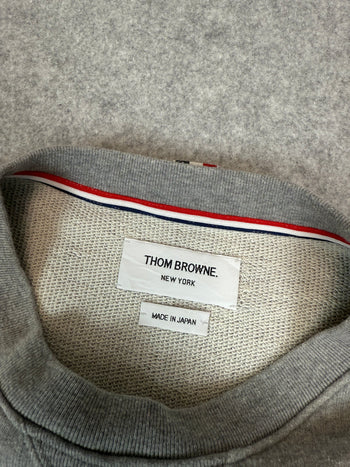 THOM BROWNE.
NEW YORK
MADE IN JAPAN